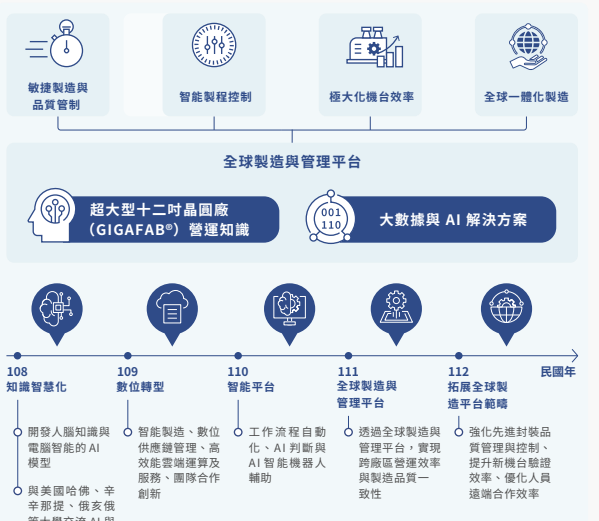 敏捷製造與
品質管制
智能製程控制
極大化機台效率
全球一體化製造
全球製造與管理平台
超大型十二吋晶圓廠
（GIGAFAB®）營運知識
001
110
大數據與 AI 解決方案
108
知識智慧化
109
數位轉型
110
智能平台
111
全球製造與
管理平台
112
拓展全球製
造平台範疇
民國年
開發人腦知識與
電腦智能的 AI
模型
與美國哈佛、辛
辛那提、俄亥俄
等大學交流 AI 與
智能製造、數位
供應鏈管理、高
效能雲端運算及
服務、團隊合作
創新
工作流程自動
化、AI 判斷與
AI 智能機器人
輔助
透過全球製造與
管理平台，實現
跨廠區營運效率
與製造品質一
致性
強化先進封裝品
質管理與控制、
提升新機台驗證
效率、優化人員
遠端合作效率